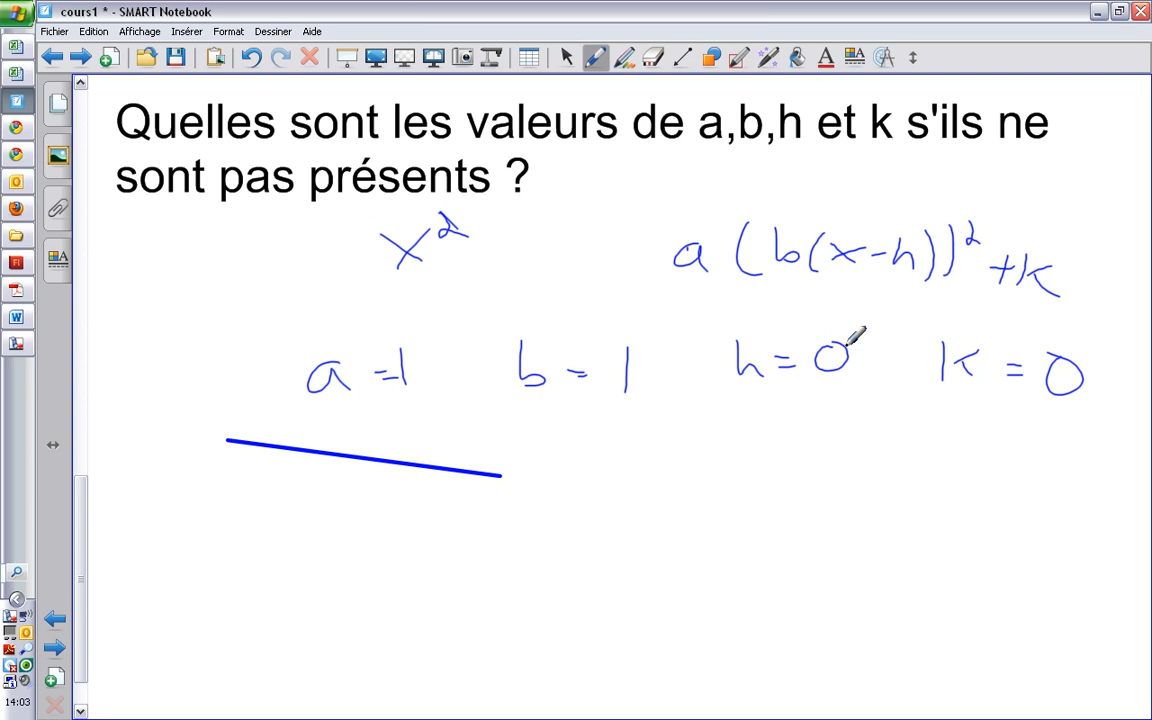 cours1 * - SMART Notebook
Fichier Edition Affichage Insérer Format Dessiner Aide
Quelles sont les valeurs de a,b,h et k s'ils ne
sont pas présents ?
x² a (b(x-h))² +k
a =1 b = 1 h = 0 k = 0
14:03